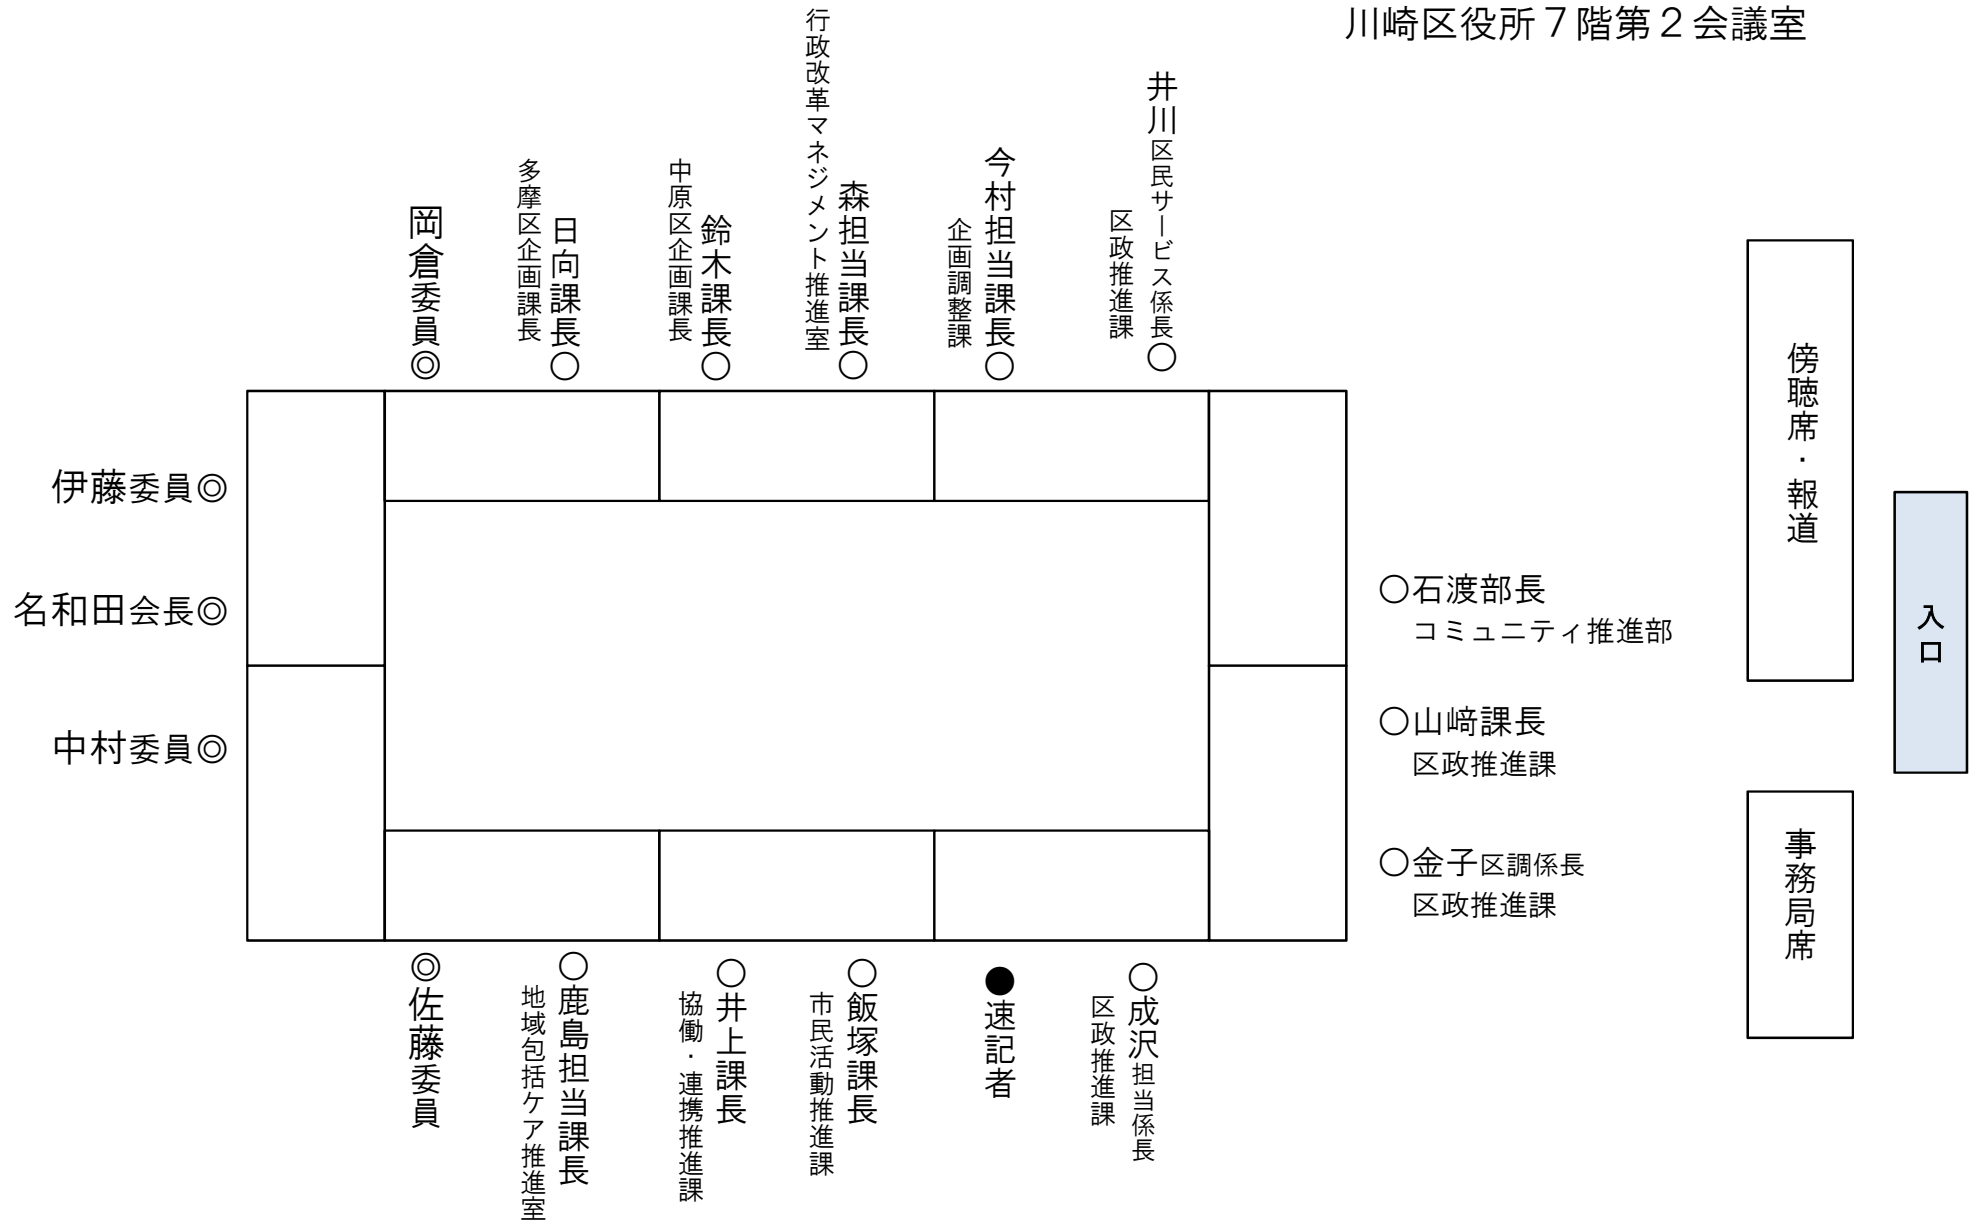 川崎区役所７階第２会議室
井川区民サービス係長○
区政推進課
今村担当課長○
企画調整課
森担当課長○
行政改革マネジメント推進室
鈴木課長○
中原区企画課長
日向課長○
多摩区企画課長
岡倉委員◎
伊藤委員◎
名和田会長◎
中村委員◎
○石渡部長
コミュニティ推進部
○山﨑課長
区政推進課
○金子区調係長
区政推進課
傍聴席・報道
入口
事務局席
○成沢担当係長
区政推進課
●速記者
○飯塚課長
市民活動推進課
○井上課長
協働・連携推進課
○鹿島担当課長
地域包括ケア推進室
◎佐藤委員